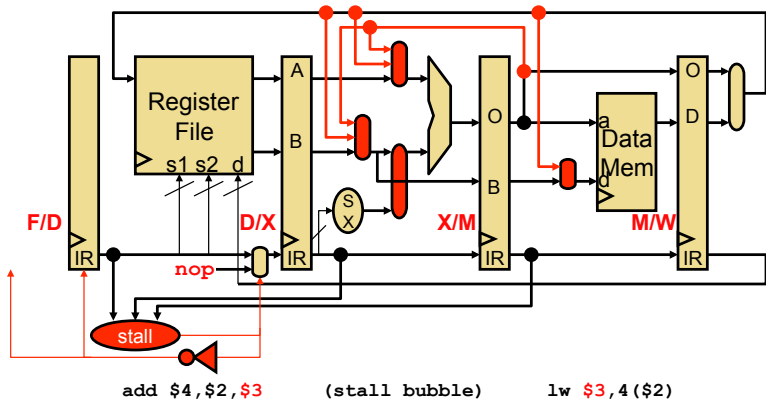 A
O
O
Register
File
B
O
D
a
Data
Mem
d
s1 s2 d
B
S
X
F/D
D/X
X/M
M/W
IR
IR
IR
IR
nop
stall
add $4,$2,$3 (stall bubble) lw $3,4($2)